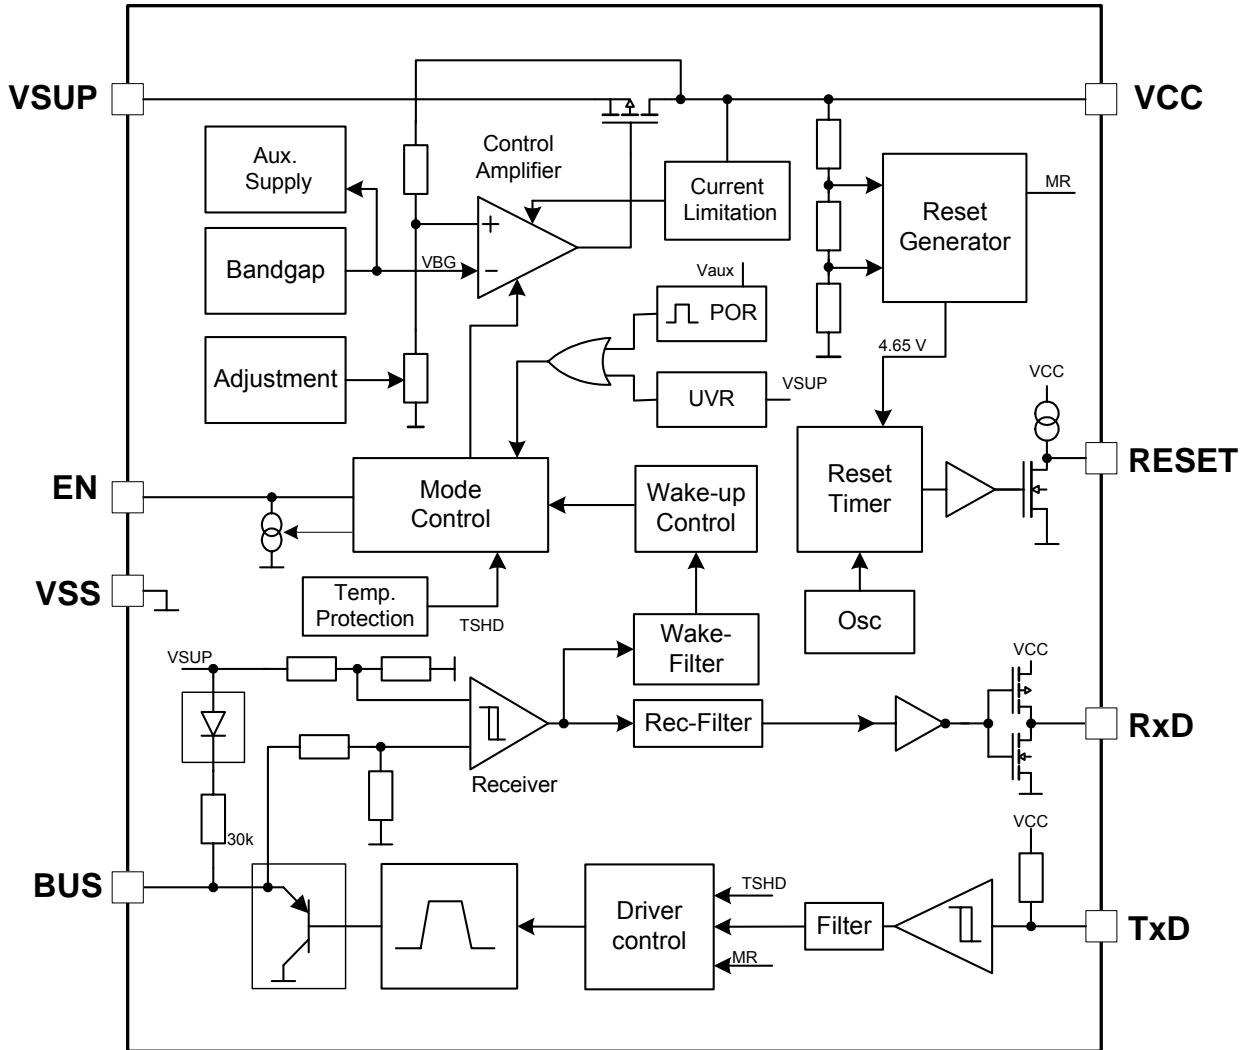 VSUP
VCC
Aux.
Supply
Control
Amplifier
Current
Limitation
Reset
Generator
MR
Bandgap
VBG
+
-
Vaux
POR
4.65 V
Adjustment
UVR
VSUP
VCC
EN
Mode
Control
Wake-up
Control
Reset
Timer
RESET
VSS
Temp.
Protection
TSHD
Wake-
Filter
Osc
VSUP
VCC
Rec-Filter
RxD
Receiver
30k
VCC
BUS
TSHD
Driver
control
Filter
TxD
MR